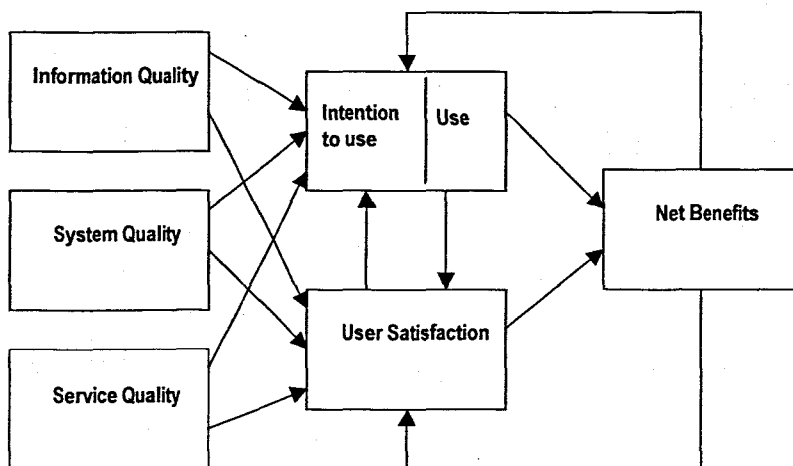 Information Quality
Intention
to use
Use
System Quality
Net Benefits
User Satisfaction
Service Quality